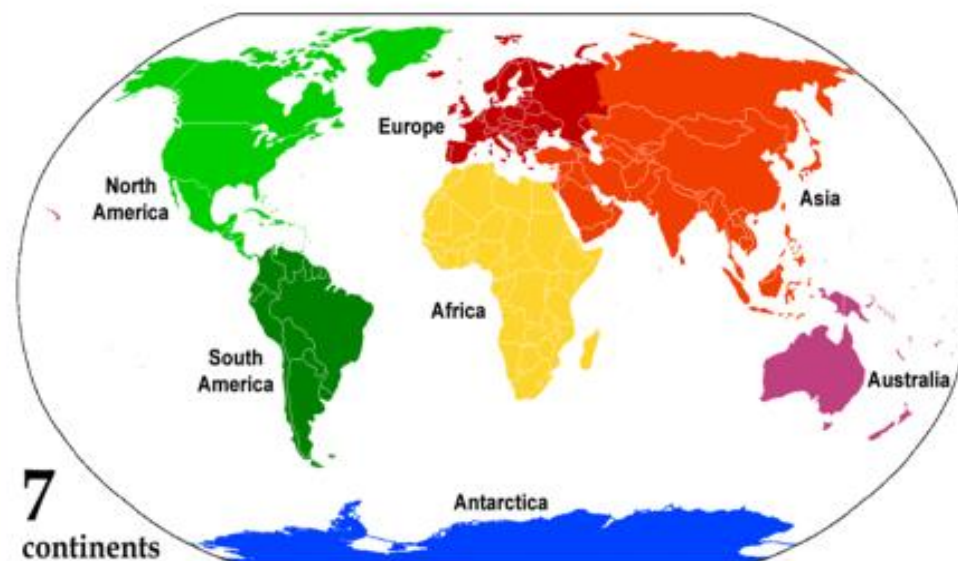 Europe
North
America
Asia
Africa
South
America
Australia
Antarctica
7
continents